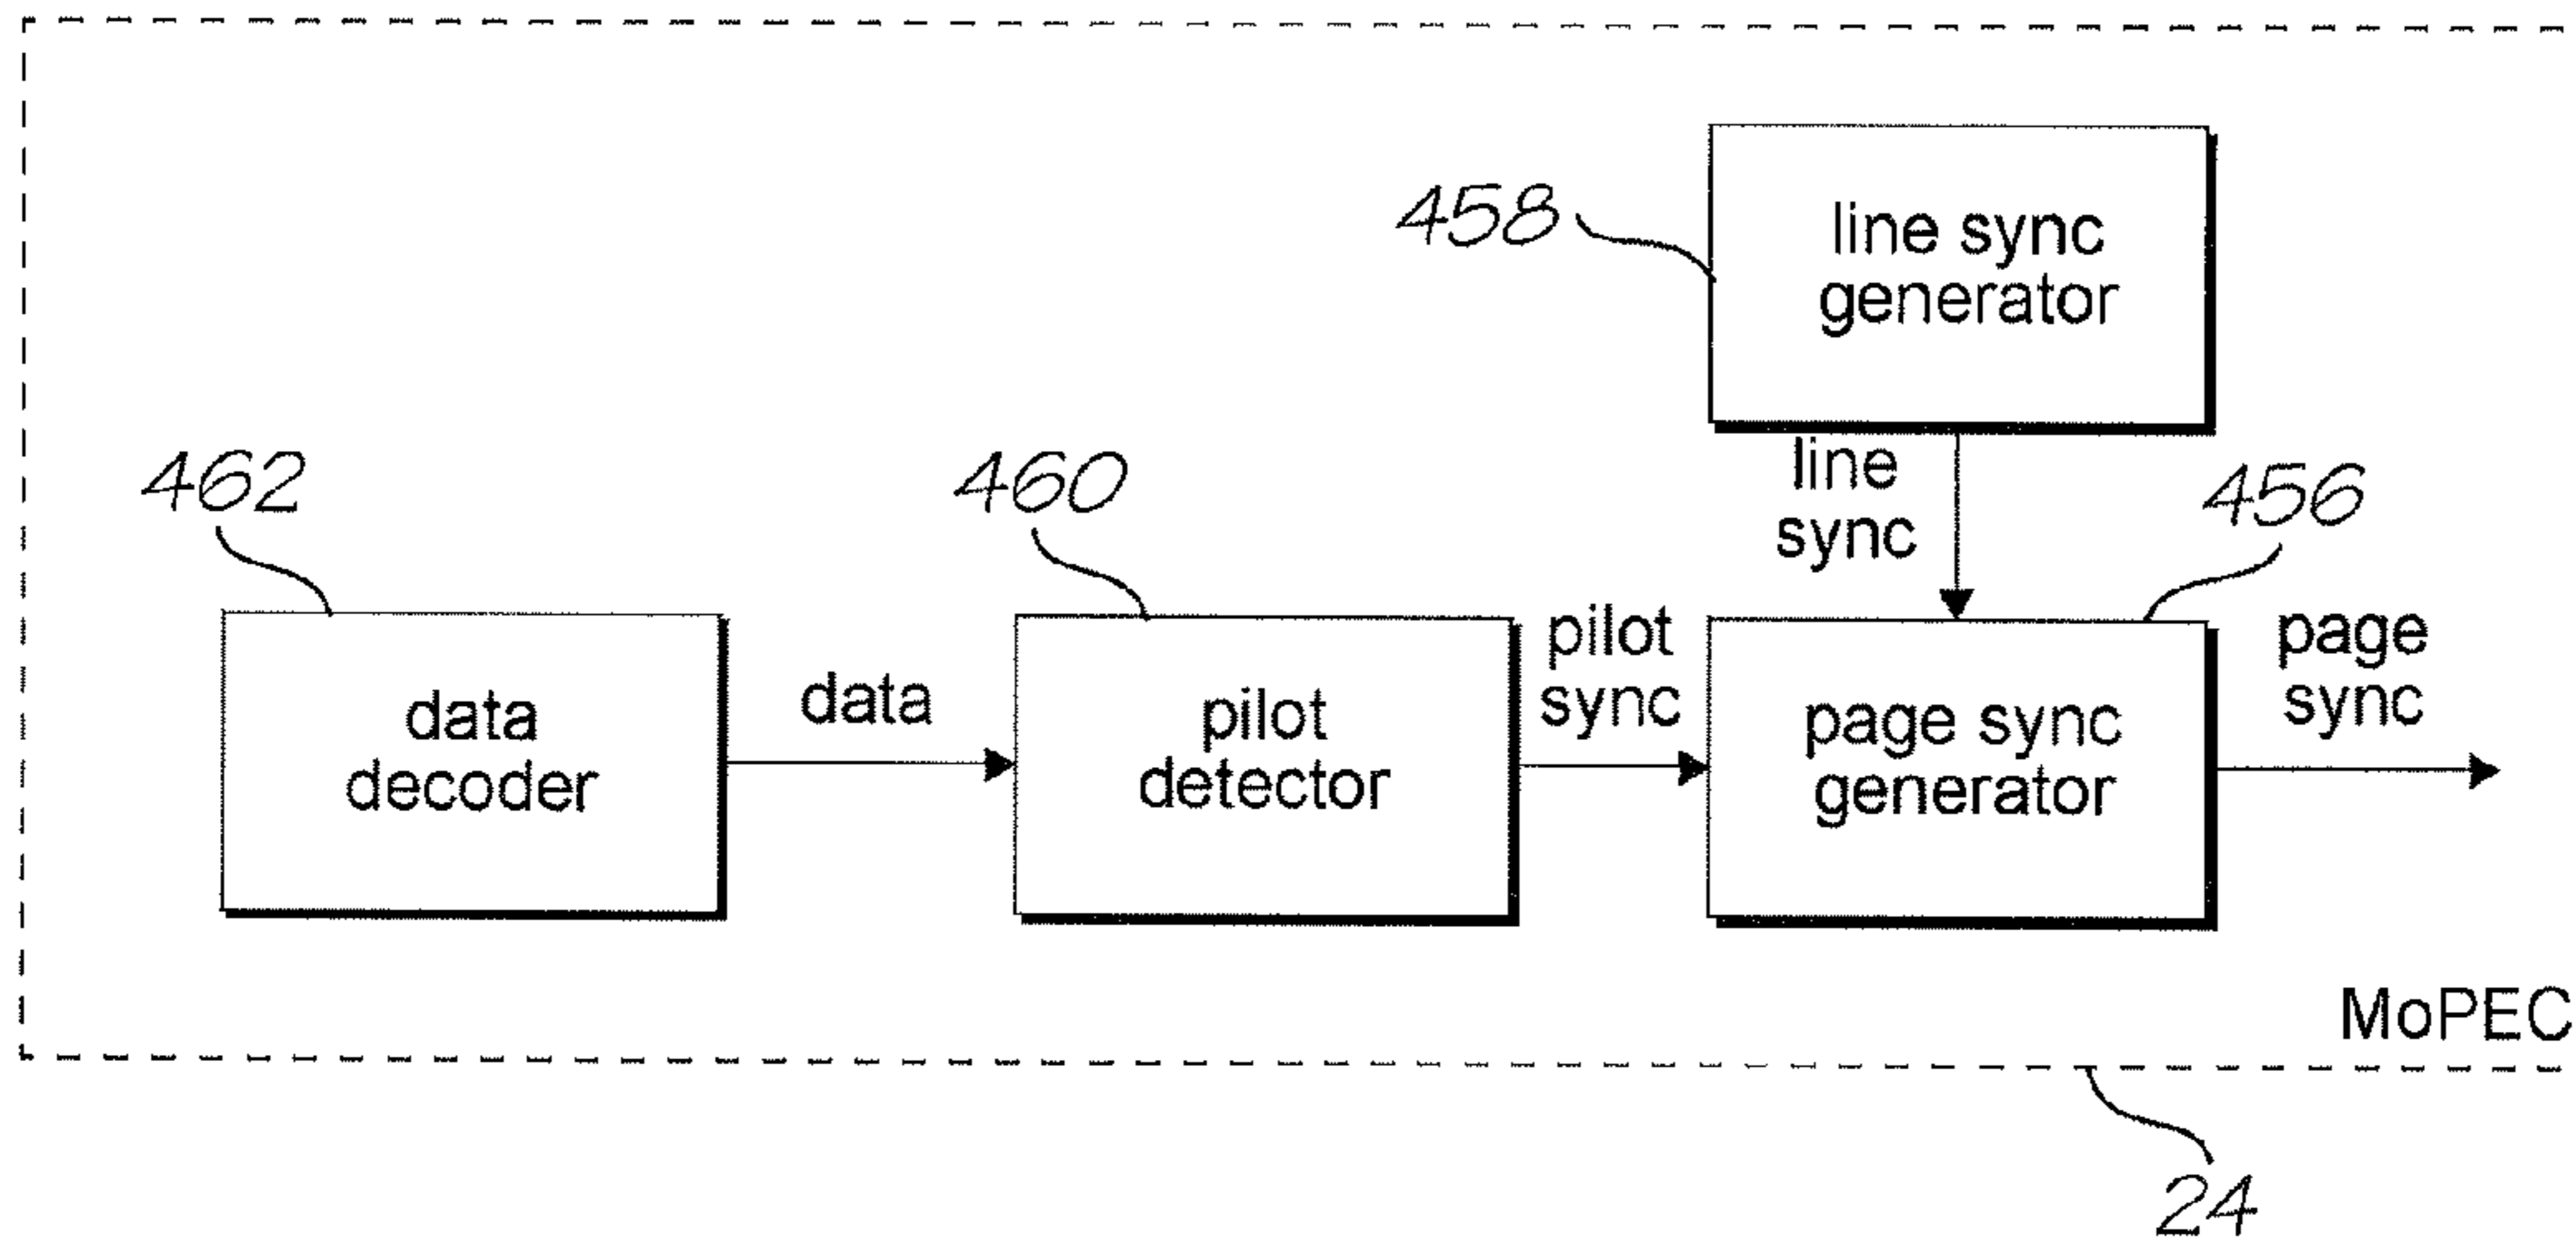 458
line sync
generator
line
sync
462
460
456
data
decoder
data
pilot
detector
pilot
sync
page sync
generator
page
sync
MoPEC
24